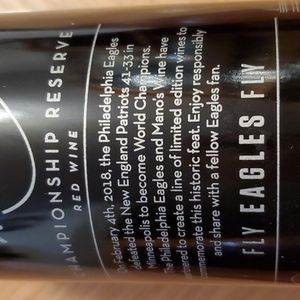 CHAMPIONSHIP RESERVE
RED WINE
On February 4th, 2018, the Philadelphia Eagles
defeated the New England Patriots 41-33 in
Minneapolis to become World Champions.
The Philadelphia Eagles and Mano's Wine have
partnered to create a line of limited edition wines to
commemorate this historic feet. Enjoy responsibly
and share with a fellow Eagles fan.
FLY EAGLES FLY